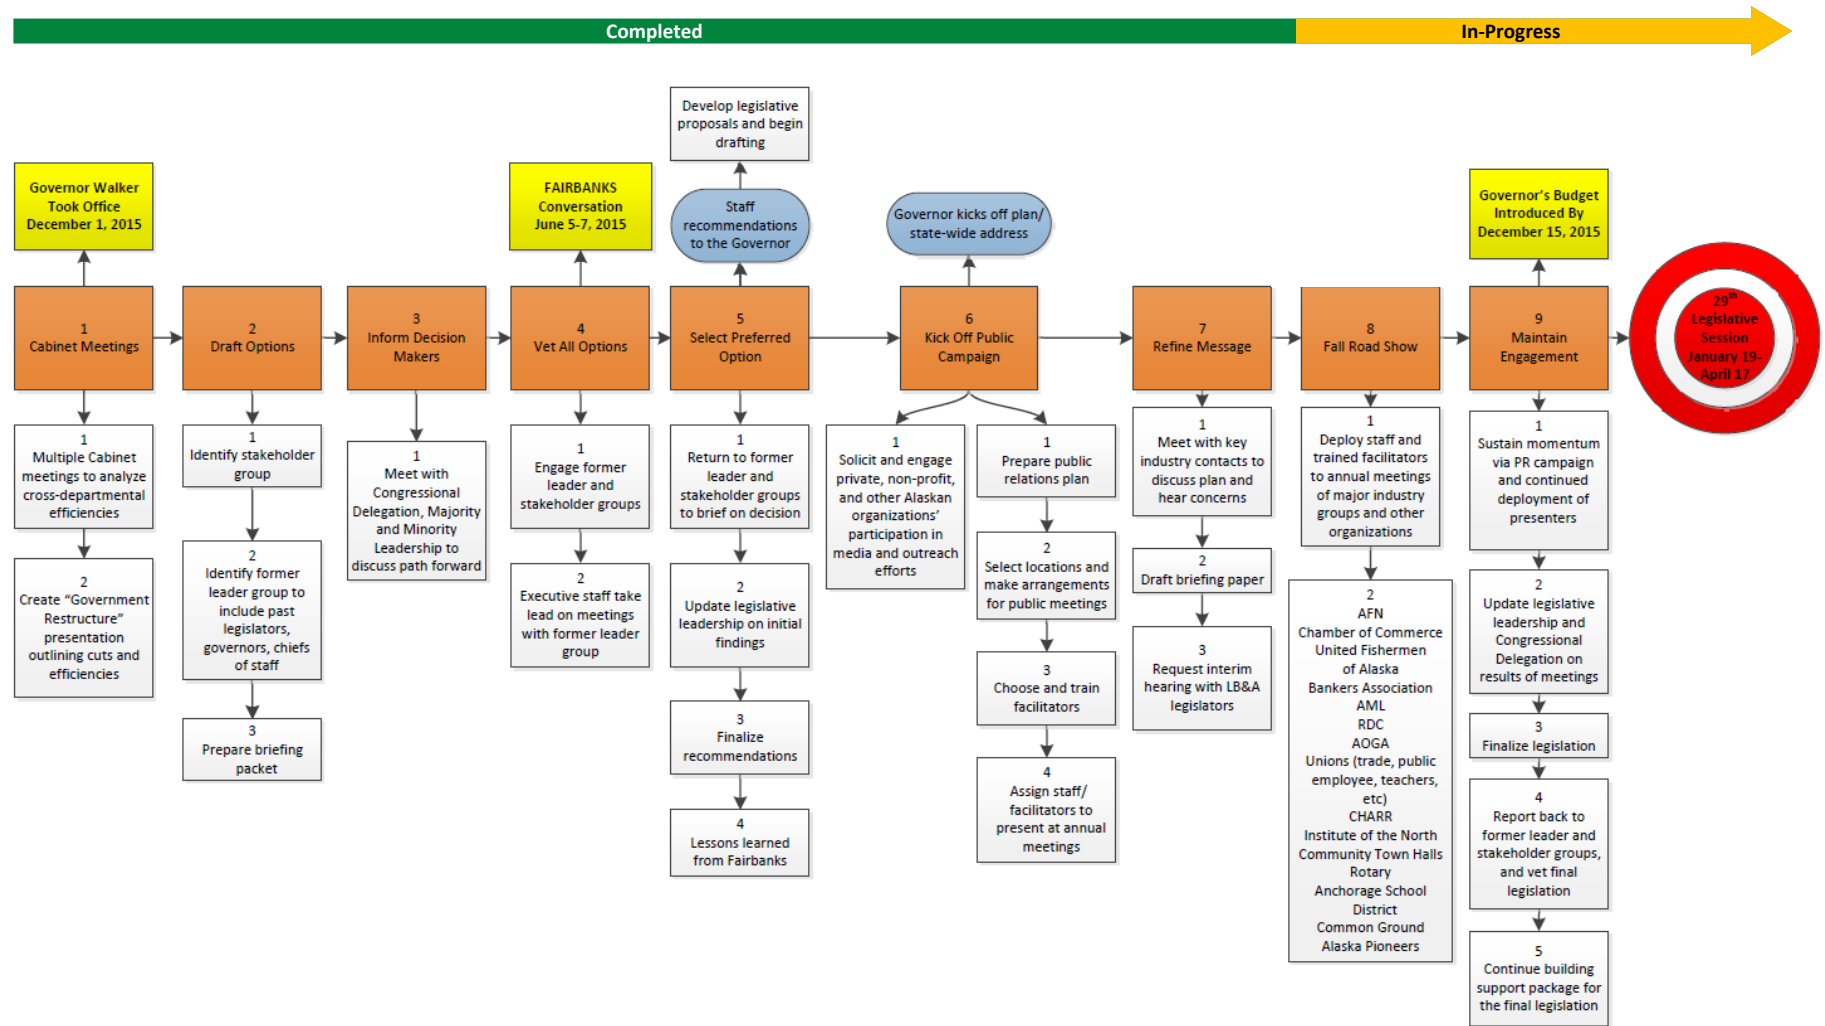 Completed
In-Progress
Develop legislative
proposals and begin
drafting
Governor Walker
Took Office
December 1, 2015
FAIRBANKS
Conversation
June 5-7, 2015
Staff
recommendations
to the Governor
Governor kicks off plan/
state-wide address
Governor's Budget
Introduced By
December 15, 2015
1
Cabinet Meetings
2
Draft Options
3
Inform Decision
Makers
4
Vet All Options
5
Select Preferred
Option
6
Kick Off Public
Campaign
7
Refine Message
8
Fall Road Show
9
Maintain
Engagement
29th
Legislative
Session
January 19-
April 17
1
Multiple Cabinet
meetings to analyze
cross-departmental
efficiencies
2
Create “Government
Restructure”
presentation
outlining cuts and
efficiencies
1
Identify stakeholder
group
2
Identify former
leader group to
include past
legislators,
governors, chiefs
of staff
3
Prepare briefing
packet
1
Meet with
Congressional
Delegation, Majority
and Minority
Leadership to
discuss path forward
1
Engage former
leader and
stakeholder groups
2
Executive staff take
lead on meetings
with former leader
group
1
Return to former
leader and
stakeholder groups
to brief on decision
2
Update legislative
leadership on initial
findings
3
Finalize
recommendations
4
Lessons learned
from Fairbanks
1
Solicit and engage
private, non-profit,
and other Alaskan
organizations’
participation in
media and outreach
efforts
1
Prepare public
relations plan
2
Select locations and
make arrangements
for public meetings
3
Choose and train
facilitators
4
Assign staff/
facilitators to
present at annual
meetings
1
Meet with key
industry contacts to
discuss plan and
hear concerns
2
Draft briefing paper
3
Request interim
hearing with LB&A
legislators
1
Deploy staff and
trained facilitators
to annual meetings
of major industry
groups and other
organizations
2
AFN
Chamber of Commerce
United Fishermen
of Alaska
Bankers Association
AML
RDC
AOGA
Unions (trade, public
employee, teachers,
etc)
CHARR
Institute of the North
Community Town Halls
Rotary
Anchorage School
District
Common Ground
Alaska Pioneers
1
Sustain momentum
via PR campaign
and continued
deployment of
presenters
2
Update legislative
leadership and
Congressional
Delegation on
results of meetings
3
Finalize legislation
4
Report back to
former leader and
stakeholder groups,
and vet final
legislation
5
Continue building
support package for
the final legislation